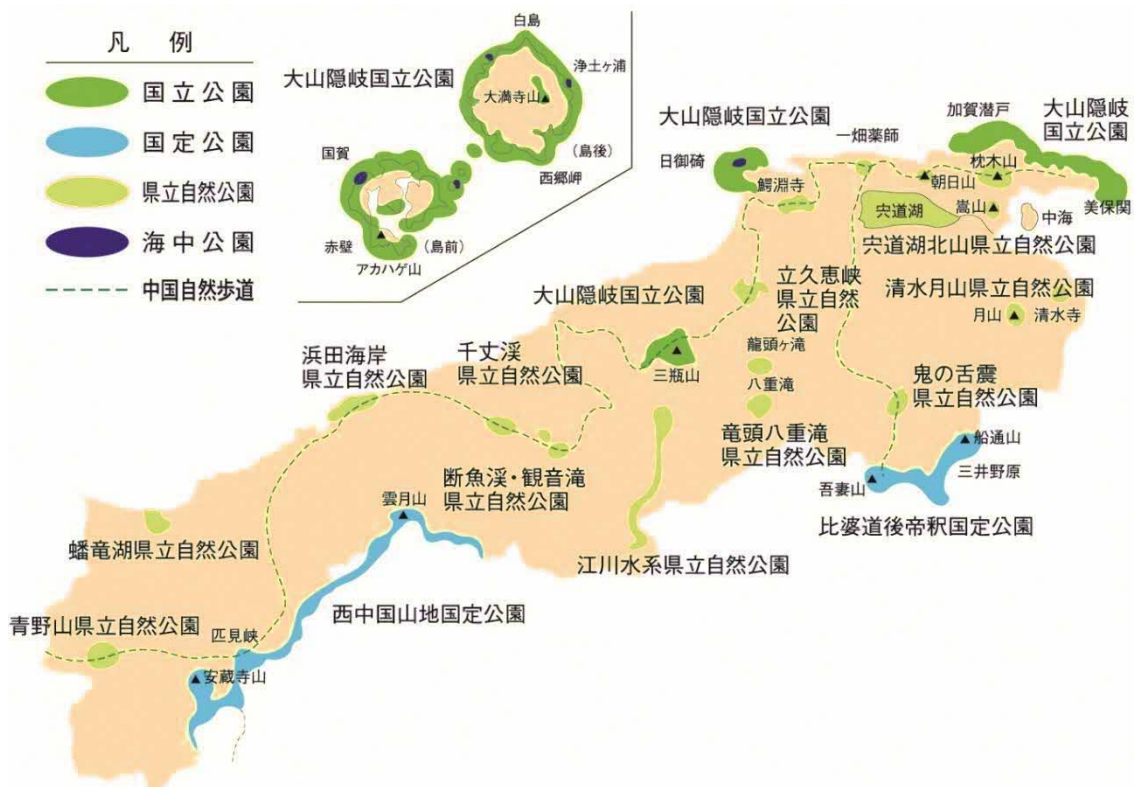 凡 例
国立公園
国定公園
県立自然公園
海中公園
中国自然歩道
白島
浄土ヶ浦
大山隠岐国立公園
大満寺山
(島後)
西郷岬
国賀
赤壁
(島前)
アカハゲ山
大山隠岐国立公園
日御碕
一畑薬師
鰐淵寺
加賀潜戸
大山隠岐
国立公園
枕木山
朝日山
美保関
宍道湖
嵩山
中海
宍道湖北山県立自然公園
大山隠岐国立公園
三瓶山
立久恵峡
県立自然
公園
清水月山県立自然公園
月山
清水寺
龍頭ヶ滝
八重滝
竜頭八重滝
県立自然公園
鬼の舌震
県立自然公園
船通山
三井野原
吾妻山
比婆道後帝釈国定公園
浜田海岸
県立自然公園
千丈渓
県立自然公園
断魚渓・観音滝
県立自然公園
雲月山
江川水系県立自然公園
蟠竜湖県立自然公園
西中国山地国定公園
青野山県立自然公園
匹見峡
安蔵寺山